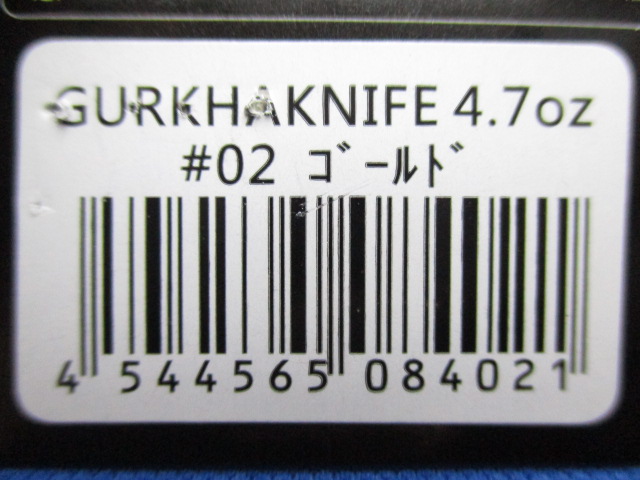 GURKHAKNIFE 4.7oz
#02 ｺﾞｰﾙﾄﾞ
4 544565 084021